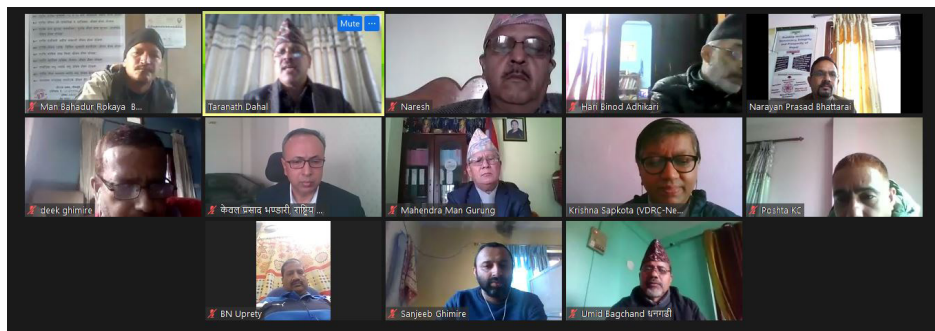 Mute
...
Man Bahadur Rokaya B...
Taranath Dahal
Naresh
Hari Binod Adhikari
Narayan Prasad Bhattarai
deek ghimire
केवल प्रसाद भण्डारी, राष्ट्रिय ...
Mahendra Man Gurung
Krishna Sapkota (VDRC-Ne...
Poshta KC
BN Uprety
Sanjeeb Ghimire
Umid Bagchand धनगढी